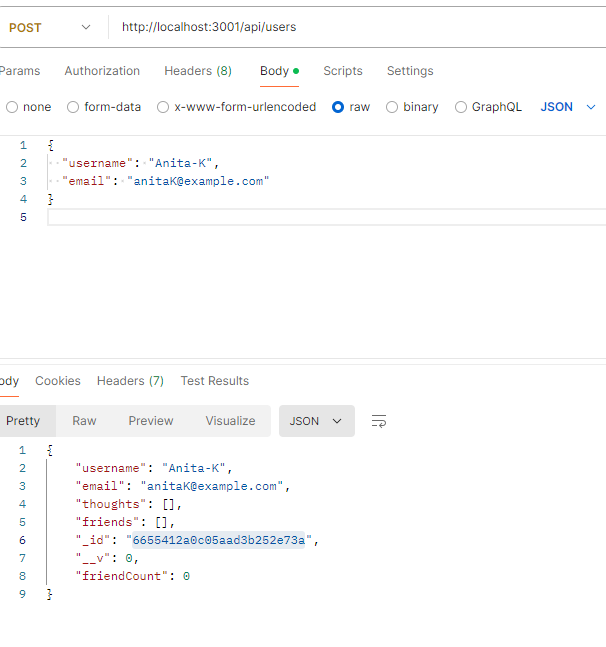 POST http://localhost:3001/api/users
Params Authorization Headers (8) Body Scripts Settings
none form-data x-www-form-urlencoded raw binary GraphQL JSON
1 {
2 "username": "Anita-K",
3 "email": "anitaK@example.com"
4 }
5
ody Cookies Headers (7) Test Results
Pretty Raw Preview Visualize JSON
1 {
2 "username": "Anita-K",
3 "email": "anitaK@example.com",
4 "thoughts": [],
5 "friends": [],
6 "_id": "6655412a0c05aad3b252e73a",
7 "__v": 0,
8 "friendCount": 0
9 }